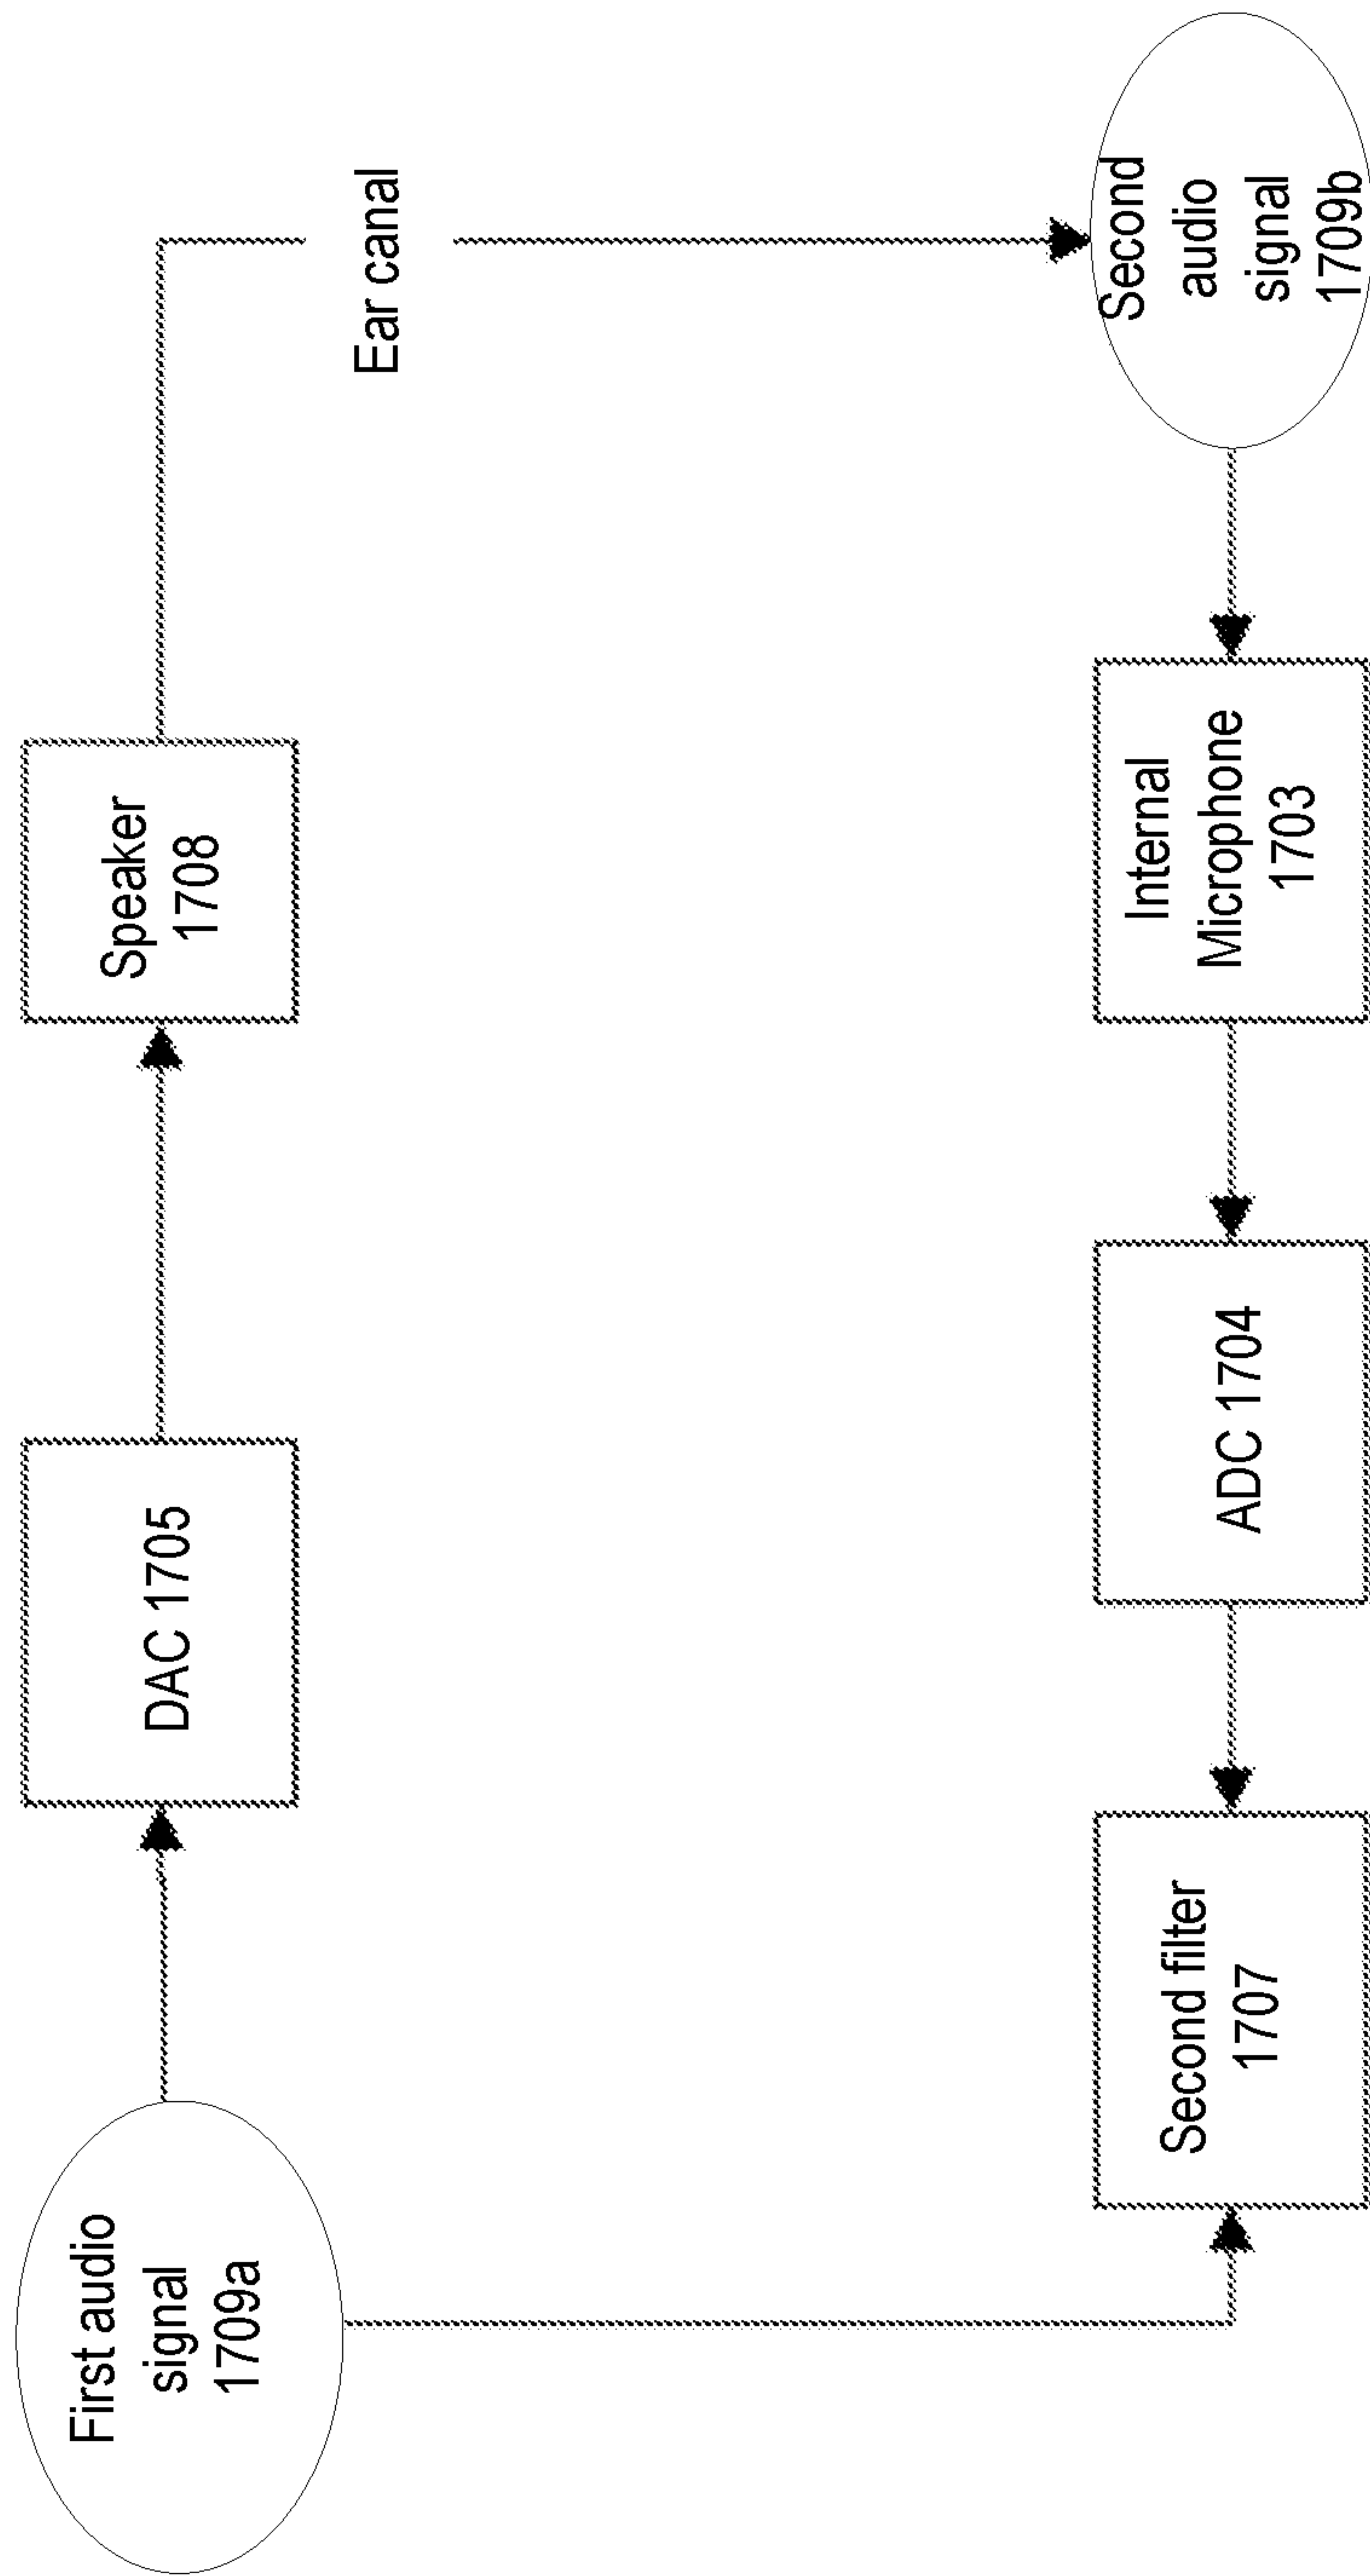 First audio
signal
1709a
DAC 1705
Speaker
1708
Ear canal
Second
audio
signal
1709b
Internal
Microphone
1703
ADC 1704
Second filter
1707